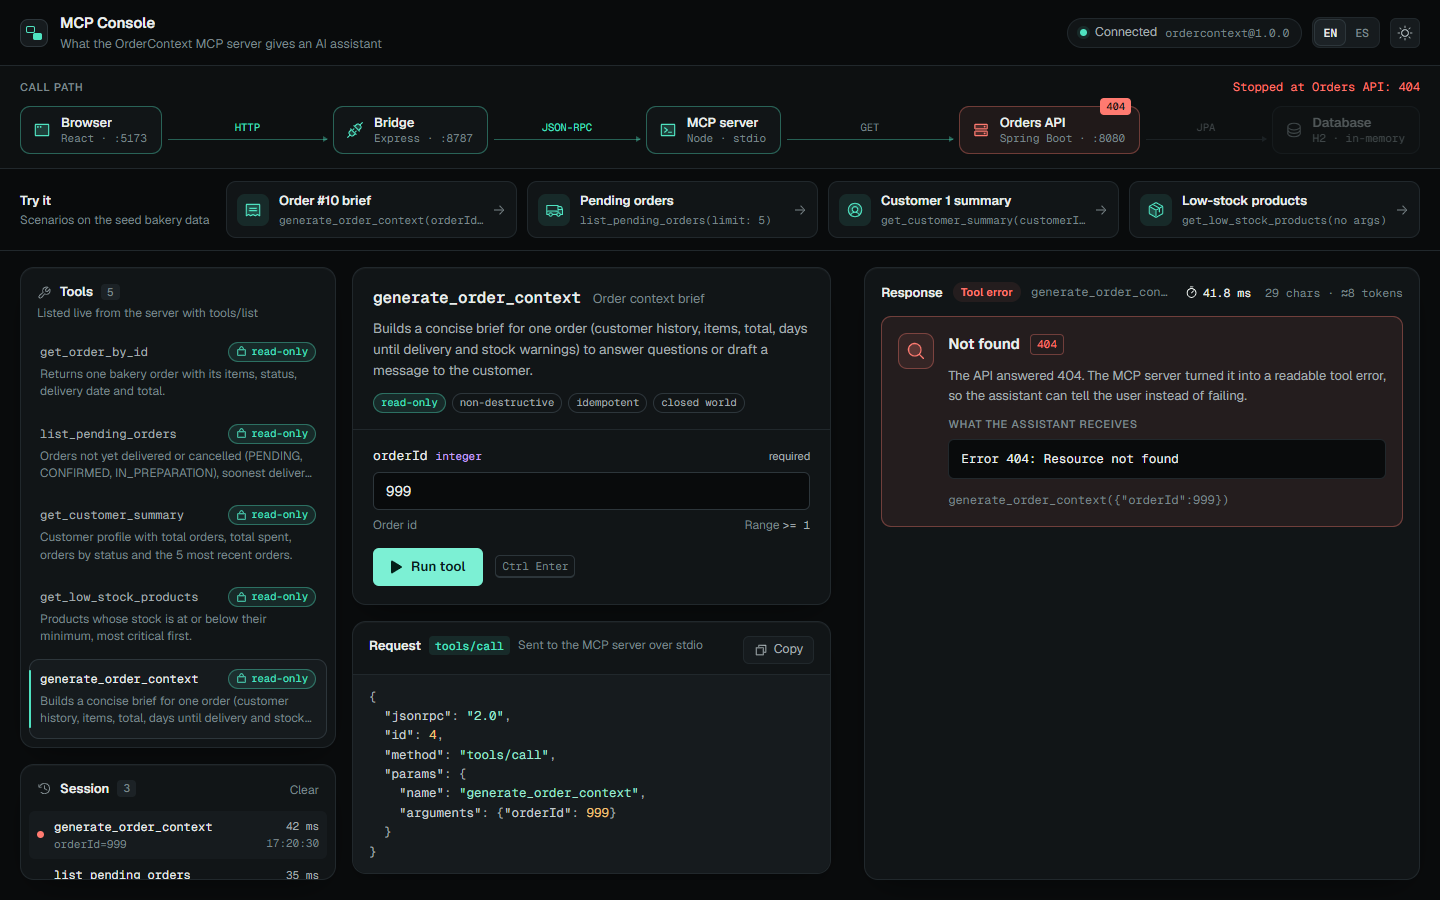 MCP Console
What the OrderContext MCP server gives an AI assistant
Connected ordercontext@1.0.0
EN ES
CALL PATH
Stopped at Orders API: 404
Browser
React · :5173
HTTP
Bridge
Express · :8787
JSON-RPC
MCP server
Node · stdio
GET
404
Orders API
Spring Boot · :8080
JPA
Database
H2 · in-memory
Try it
Scenarios on the seed bakery data
Order #10 brief
generate_order_context(orderId…
Pending orders
list_pending_orders(limit: 5)
Customer 1 summary
get_customer_summary(customerI…
Low-stock products
get_low_stock_products(no args)
Tools 5
Listed live from the server with tools/list
get_order_by_id read-only
Returns one bakery order with its items, status,
delivery date and total.
list_pending_orders read-only
Orders not yet delivered or cancelled (PENDING,
CONFIRMED, IN_PREPARATION), soonest deliver…
get_customer_summary read-only
Customer profile with total orders, total spent,
orders by status and the 5 most recent orders.
get_low_stock_products read-only
Products whose stock is at or below their
minimum, most critical first.
generate_order_context read-only
Builds a concise brief for one order (customer
history, items, total, days until delivery and stock…
Session 3
Clear
generate_order_context 42 ms
orderId=999 17:20:30
list_pending_orders 35 ms
generate_order_context Order context brief
Builds a concise brief for one order (customer history, items, total, days
until delivery and stock warnings) to answer questions or draft a
message to the customer.
read-only non-destructive idempotent closed world
orderId integer required
999
Order id Range >= 1
Run tool Ctrl Enter
Request tools/call Sent to the MCP server over stdio Copy
{
"jsonrpc": "2.0",
"id": 4,
"method": "tools/call",
"params": {
"name": "generate_order_context",
"arguments": {"orderId": 999}
}
}
Response Tool error generate_order_con… 41.8 ms 29 chars · ≈8 tokens
Not found 404
The API answered 404. The MCP server turned it into a readable tool error,
so the assistant can tell the user instead of failing.
WHAT THE ASSISTANT RECEIVES
Error 404: Resource not found
generate_order_context({"orderId":999})